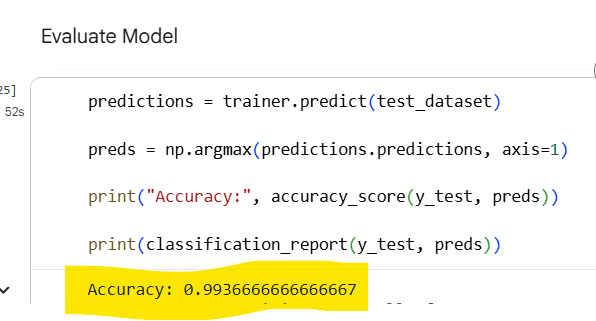 Evaluate Model
25]
52s
predictions = trainer.predict(test_dataset)
preds = np.argmax(predictions.predictions, axis=1)
print("Accuracy:", accuracy_score(y_test, preds))
print(classification_report(y_test, preds))
Accuracy: 0.9936666666666667